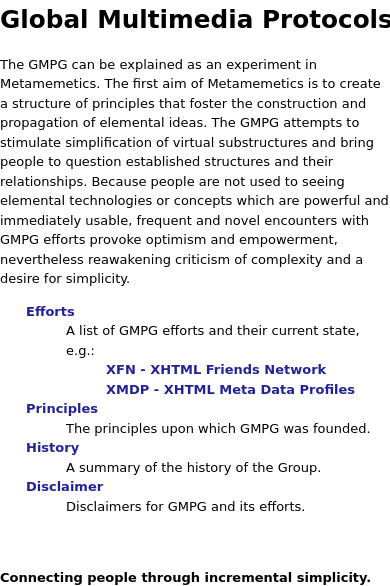 Global Multimedia Protocols
The GMPG can be explained as an experiment in
Metamemetics. The first aim of Metamemetics is to create
a structure of principles that foster the construction and
propagation of elemental ideas. The GMPG attempts to
stimulate simplification of virtual substructures and bring
people to question established structures and their
relationships. Because people are not used to seeing
elemental technologies or concepts which are powerful and
immediately usable, frequent and novel encounters with
GMPG efforts provoke optimism and empowerment,
nevertheless reawakening criticism of complexity and a
desire for simplicity.
Efforts
A list of GMPG efforts and their current state,
e.g.:
XFN - XHTML Friends Network
XMDP - XHTML Meta Data Profiles
Principles
The principles upon which GMPG was founded.
History
A summary of the history of the Group.
Disclaimer
Disclaimers for GMPG and its efforts.
Connecting people through incremental simplicity.